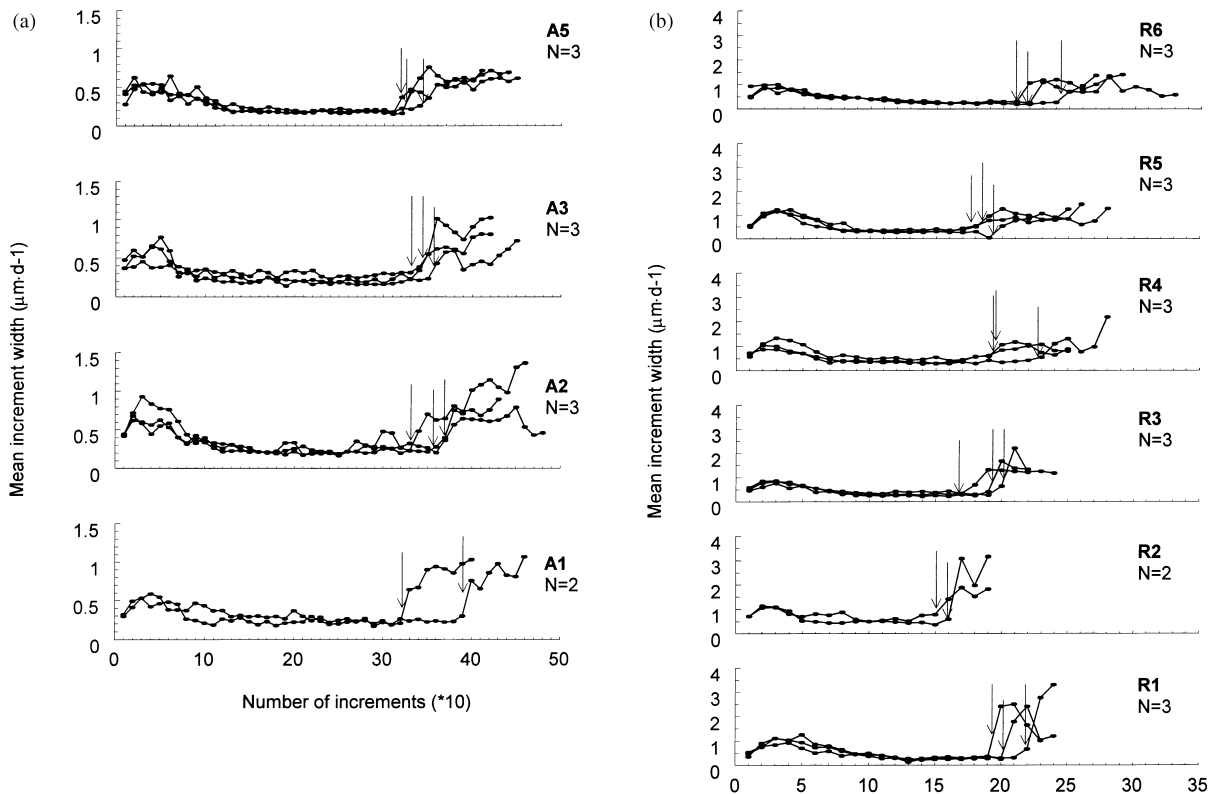 (a)
1.5
1
0.5
0
A5
N=3
1.5
1
0.5
0
A3
N=3
1.5
1
0.5
0
A2
N=3
1.5
1
0.5
0
A1
N=2
0 10 20 30 40 50
Number of increments (*10)
Mean increment width (μm·d-1)
(b)
4
3
2
1
0
R6
N=3
4
3
2
1
0
R5
N=3
4
3
2
1
0
R4
N=3
4
3
2
1
0
R3
N=3
4
3
2
1
0
R2
N=2
4
3
2
1
0
R1
N=3
0 5 10 15 20 25 30 35
Mean increment width (μm·d-1)